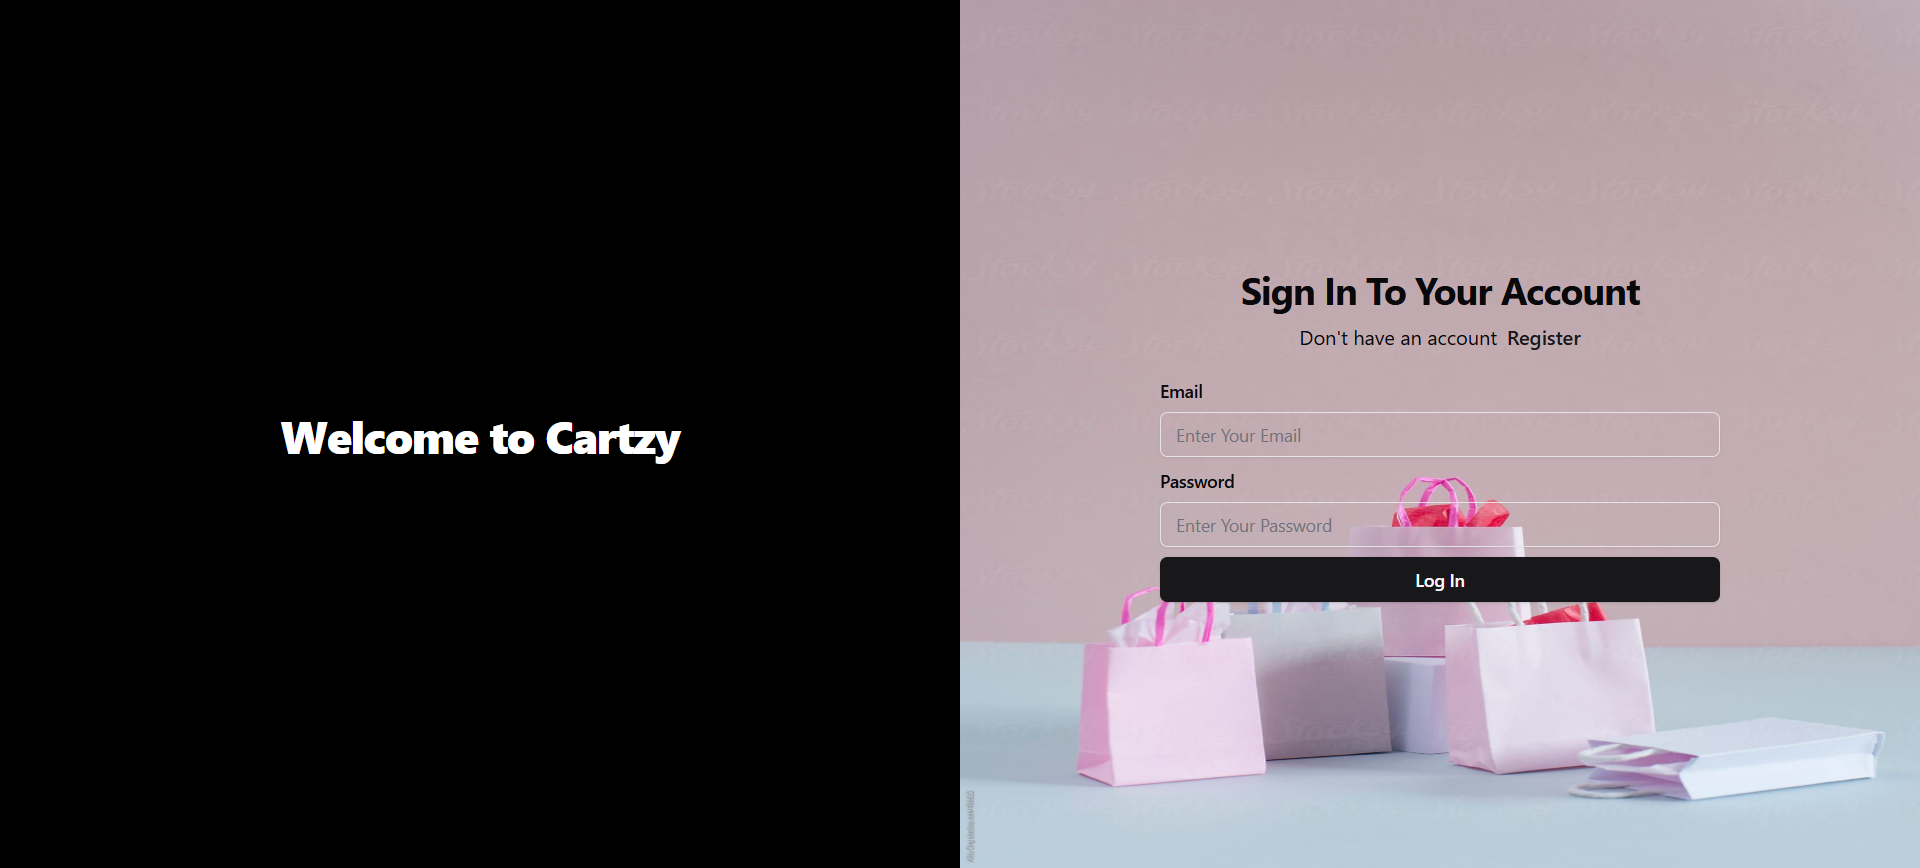 Welcome to Cartzy
Sign In To Your Account
Don't have an account Register
Email
Enter Your Email
Password
Enter Your Password
Log In